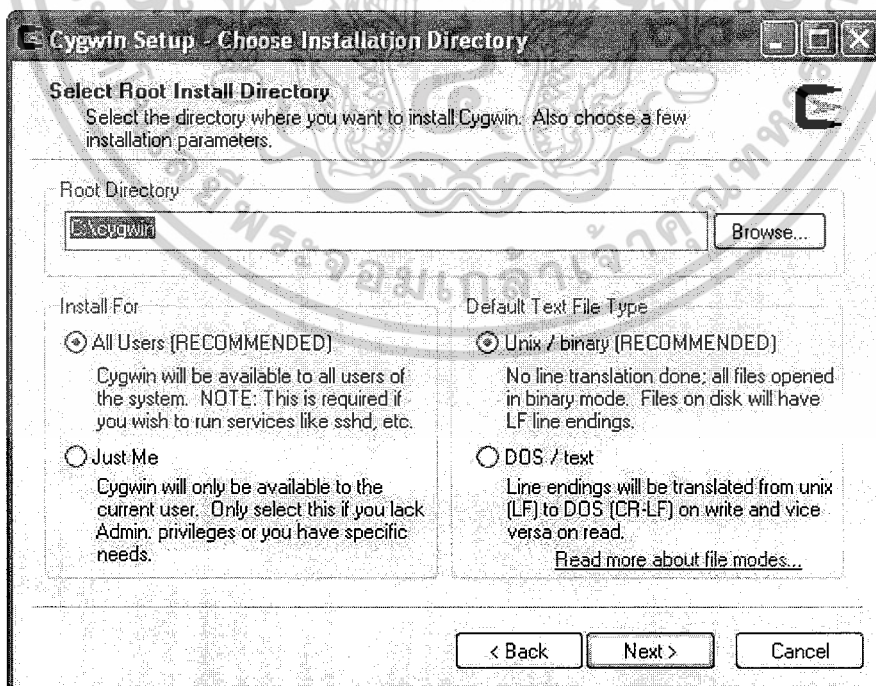 Cygwin Setup - Choose Installation Directory
Select Root Install Directory
Select the directory where you want to install Cygwin. Also choose a few
installation parameters.
Root Directory
C:\cygwin
Browse...
Install For
All Users (RECOMMENDED)
Cygwin will be available to all users of
the system. NOTE: This is required if
you wish to run services like sshd, etc.
Just Me
Cygwin will only be available to the
current user. Only select this if you lack
Admin. privileges or you have specific
needs.
Default Text File Type
Unix / binary (RECOMMENDED)
No line translation done; all files opened
in binary mode. Files on disk will have
LF line endings.
DOS / text
Line endings will be translated from unix
(LF) to DOS (CR-LF) on write and vice
versa on read.
Read more about file modes...
< Back
Next >
Cancel